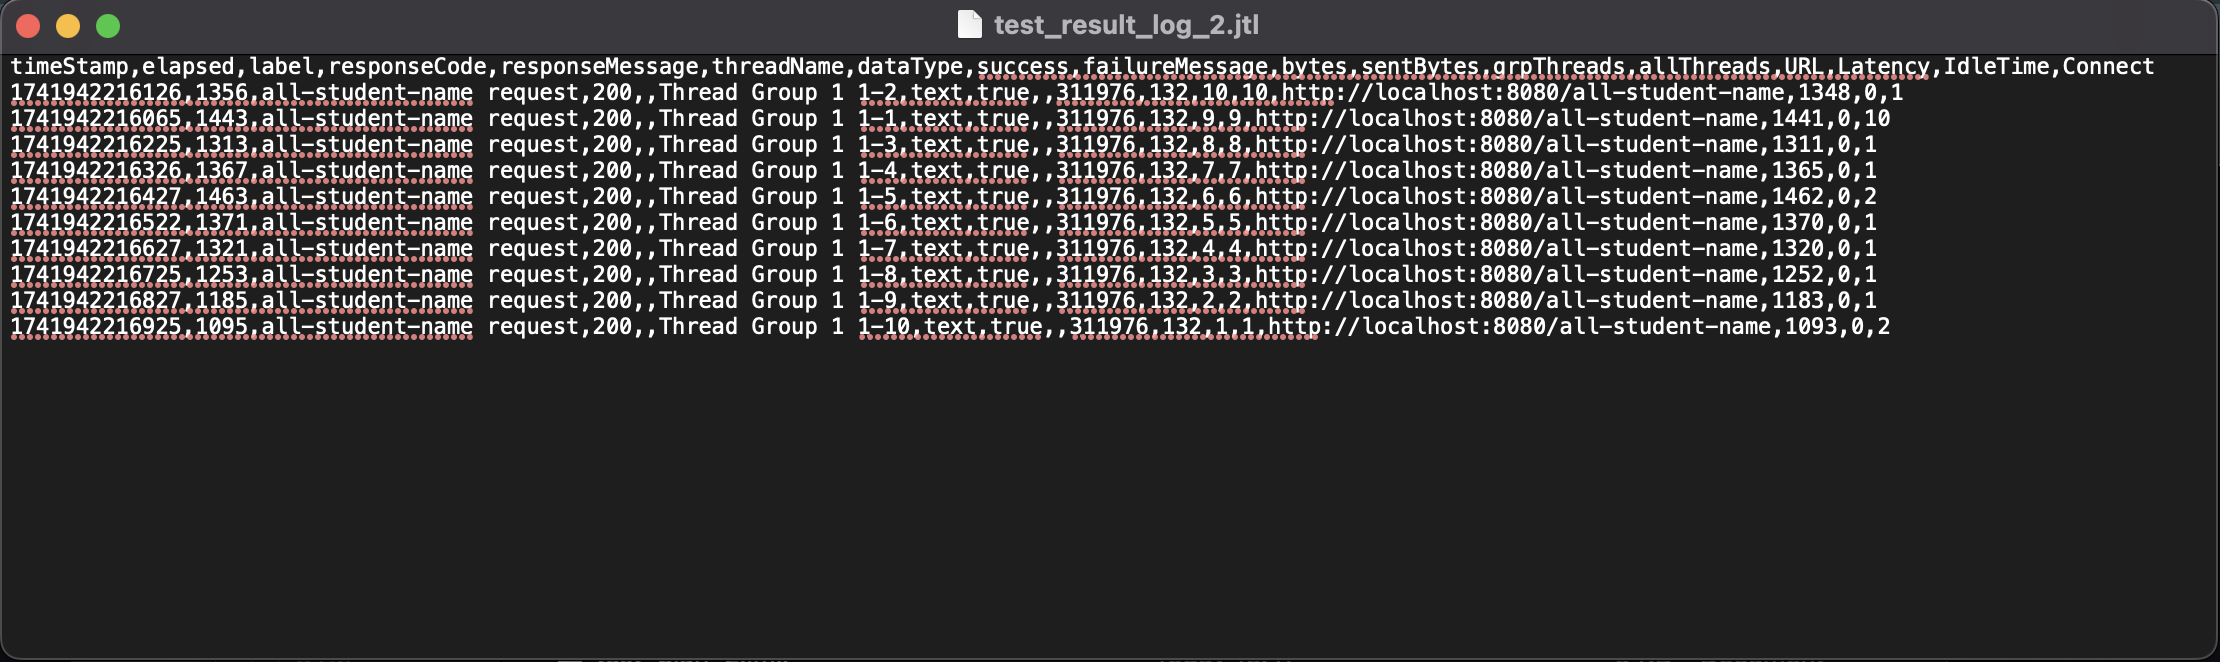 test_result_log_2.jtl
timeStamp,elapsed,label,responseCode,responseMessage,threadName,dataType,success,failureMessage,bytes,sentBytes,grpThreads,allThreads,URL,Latency,IdleTime,Connect
1741942216126,1356,all-student-name request,200,,Thread Group 1 1-2,text,true,,311976,132,10,10,http://localhost:8080/all-student-name,1348,0,1
1741942216065,1443,all-student-name request,200,,Thread Group 1 1-1,text,true,,311976,132,9,9,http://localhost:8080/all-student-name,1441,0,10
1741942216225,1313,all-student-name request,200,,Thread Group 1 1-3,text,true,,311976,132,8,8,http://localhost:8080/all-student-name,1311,0,1
1741942216326,1367,all-student-name request,200,,Thread Group 1 1-4,text,true,,311976,132,7,7,http://localhost:8080/all-student-name,1365,0,1
1741942216427,1463,all-student-name request,200,,Thread Group 1 1-5,text,true,,311976,132,6,6,http://localhost:8080/all-student-name,1462,0,2
1741942216522,1371,all-student-name request,200,,Thread Group 1 1-6,text,true,,311976,132,5,5,http://localhost:8080/all-student-name,1370,0,1
1741942216627,1321,all-student-name request,200,,Thread Group 1 1-7,text,true,,311976,132,4,4,http://localhost:8080/all-student-name,1320,0,1
1741942216725,1253,all-student-name request,200,,Thread Group 1 1-8,text,true,,311976,132,3,3,http://localhost:8080/all-student-name,1252,0,1
1741942216827,1185,all-student-name request,200,,Thread Group 1 1-9,text,true,,311976,132,2,2,http://localhost:8080/all-student-name,1183,0,1
1741942216925,1095,all-student-name request,200,,Thread Group 1 1-10,text,true,,311976,132,1,1,http://localhost:8080/all-student-name,1093,0,2